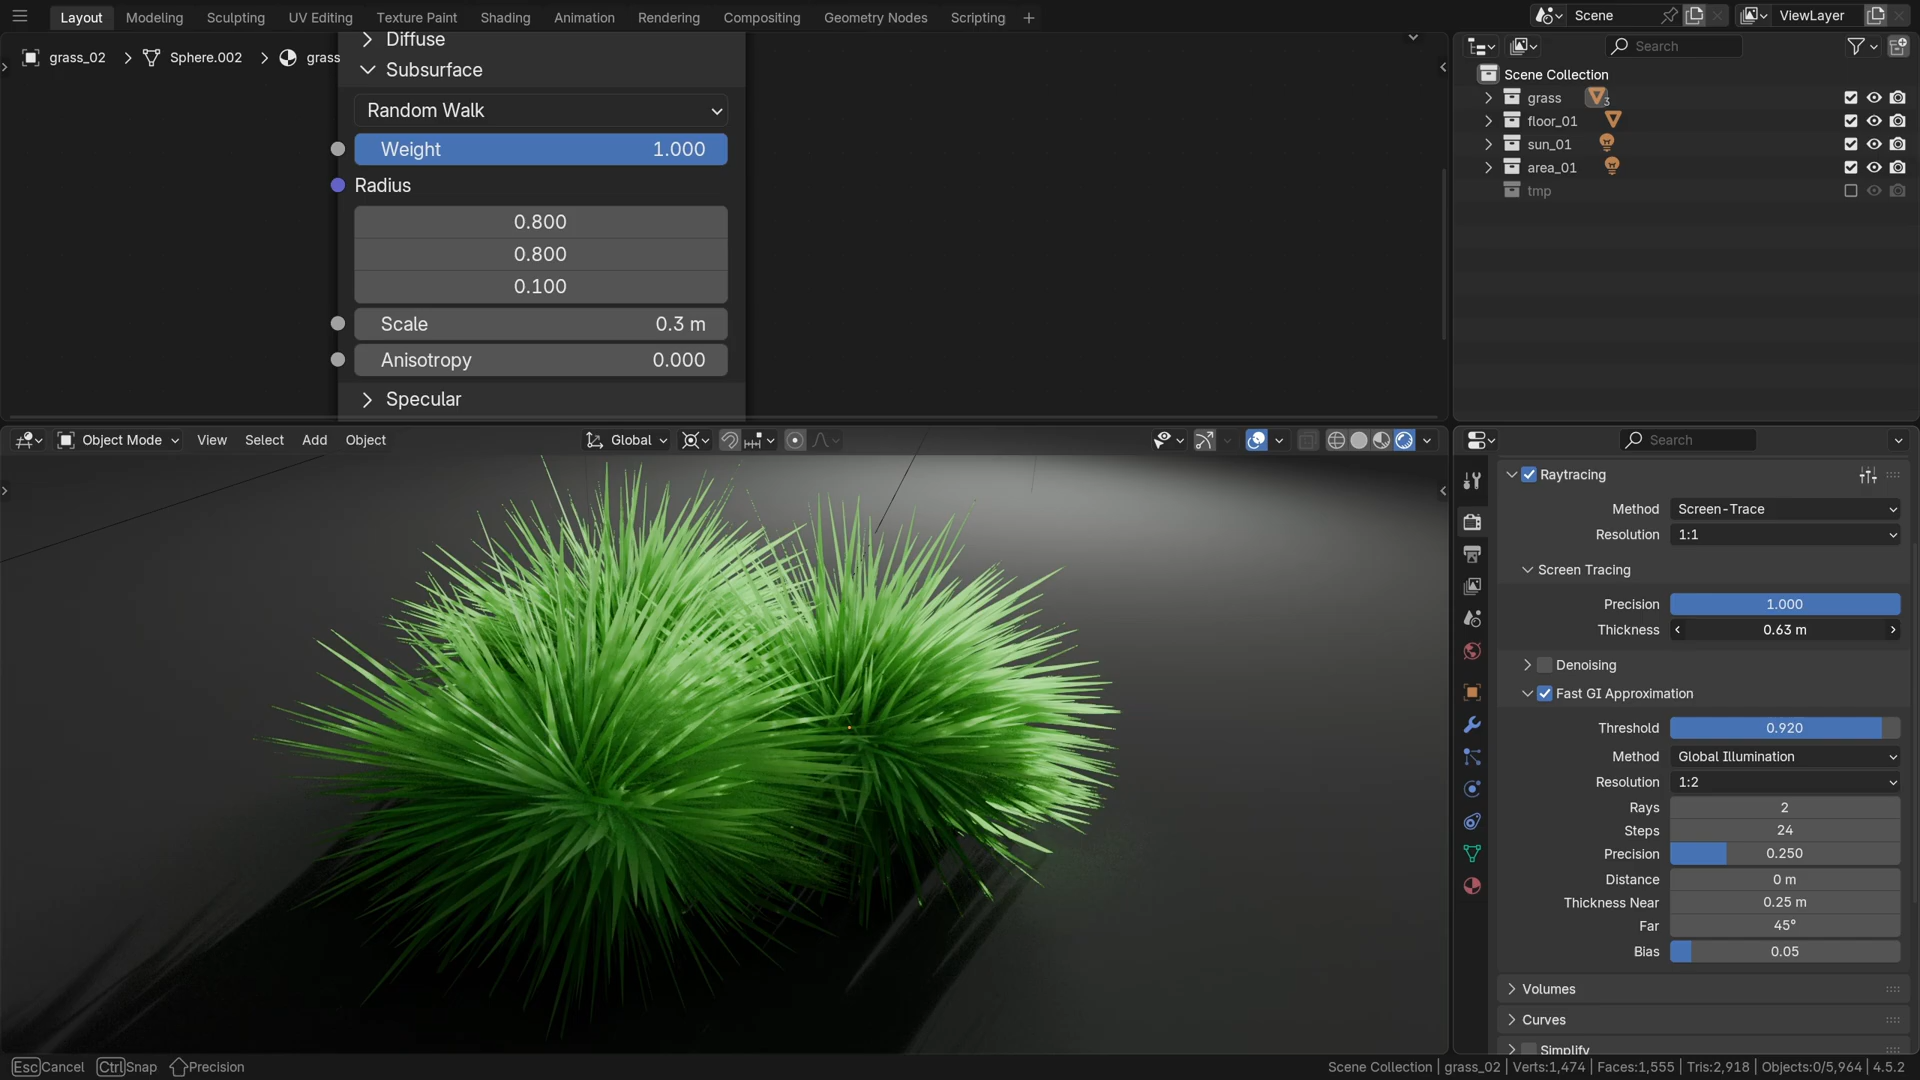 Layout Modeling Sculpting UV Editing Texture Paint Shading Animation Rendering Compositing Geometry Nodes Scripting + Scene ViewLayer
grass_02 > Sphere.002 > grass
Diffuse
Subsurface
Random Walk
Weight 1.000
Radius
0.800
0.800
0.100
Scale 0.3 m
Anisotropy 0.000
Specular
Search
Scene Collection
grass 3
floor_01
sun_01
area_01
tmp
Object Mode View Select Add Object Global
Search
Raytracing
Method Screen-Trace
Resolution 1:1
Screen Tracing
Precision 1.000
Thickness 0.63 m
Denoising
Fast GI Approximation
Threshold 0.920
Method Global Illumination
Resolution 1:2
Rays 2
Steps 24
Precision 0.250
Distance 0 m
Thickness Near 0.25 m
Far 45°
Bias 0.05
Volumes
Curves
Simplify
Esc Cancel Ctrl Snap Precision
Scene Collection | grass_02 | Verts:1,474 | Faces:1,555 | Tris:2,918 | Objects:0/5,964 | 4.5.2